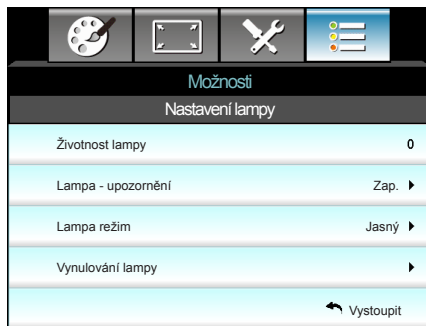 Možnosti
Nastavení lampy
Životnost lampy 0
Lampa - upozornění Zap.
Lampa režim Jasný
Vynulování lampy
Vystoupit